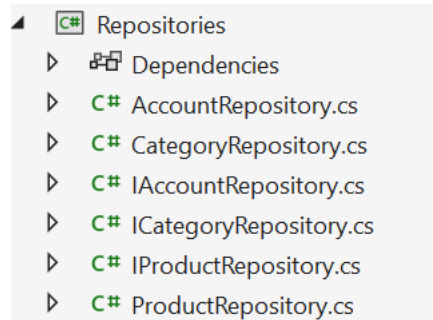 C# Repositories
Dependencies
C# AccountRepository.cs
C# CategoryRepository.cs
C# IAccountRepository.cs
C# ICategoryRepository.cs
C# IProductRepository.cs
C# ProductRepository.cs